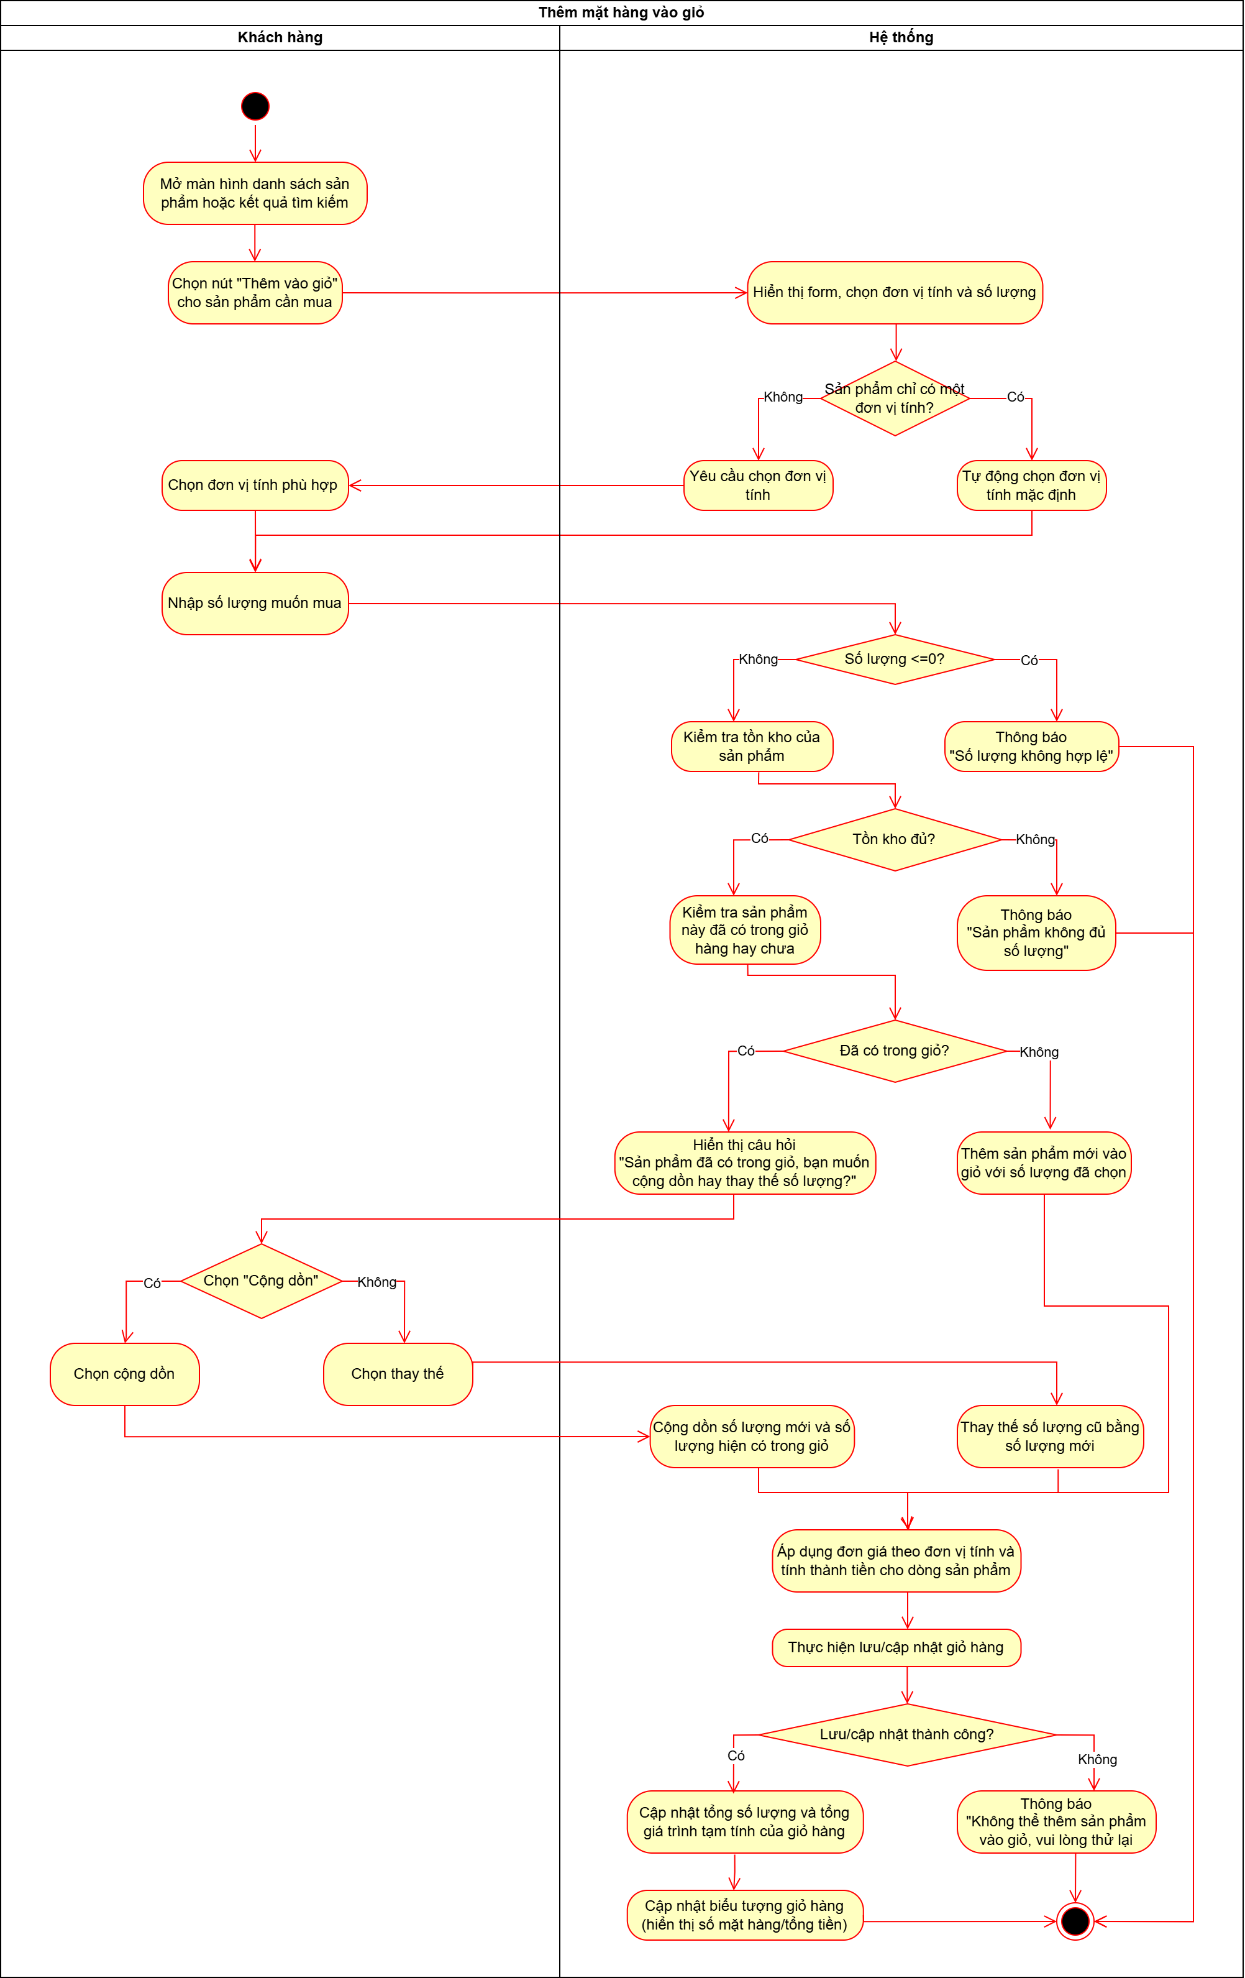 Thêm mặt hàng vào giỏ
Khách hàng
Hệ thống
Mở màn hình danh sách sản
phẩm hoặc kết quả tìm kiếm
Chọn nút "Thêm vào giỏ"
cho sản phẩm cần mua
Hiển thị form, chọn đơn vị tính và số lượng
Sản phẩm chỉ có một
đơn vị tính?
Không
Có
Yêu cầu chọn đơn vị
tính
Tự động chọn đơn vị
tính mặc định
Chọn đơn vị tính phù hợp
Nhập số lượng muốn mua
Số lượng <=0?
Không
Có
Kiểm tra tồn kho của
sản phẩm
Thông báo
"Số lượng không hợp lệ"
Tồn kho đủ?
Có
Không
Kiểm tra sản phẩm
này đã có trong giỏ
hàng hay chưa
Thông báo
"Sản phẩm không đủ
số lượng"
Đã có trong giỏ?
Có
Không
Hiển thị câu hỏi
"Sản phẩm đã có trong giỏ, bạn muốn
cộng dồn hay thay thế số lượng?"
Thêm sản phẩm mới vào
giỏ với số lượng đã chọn
Chọn "Cộng dồn"
Có
Không
Chọn cộng dồn
Chọn thay thế
Cộng dồn số lượng mới và số
lượng hiện có trong giỏ
Thay thế số lượng cũ bằng
số lượng mới
Áp dụng đơn giá theo đơn vị tính và
tính thành tiền cho dòng sản phẩm
Thực hiện lưu/cập nhật giỏ hàng
Lưu/cập nhật thành công?
Có
Không
Cập nhật tổng số lượng và tổng
giá trình tạm tính của giỏ hàng
Thông báo
"Không thể thêm sản phẩm
vào giỏ, vui lòng thử lại
Cập nhật biểu tượng giỏ hàng
(hiển thị số mặt hàng/tổng tiền)